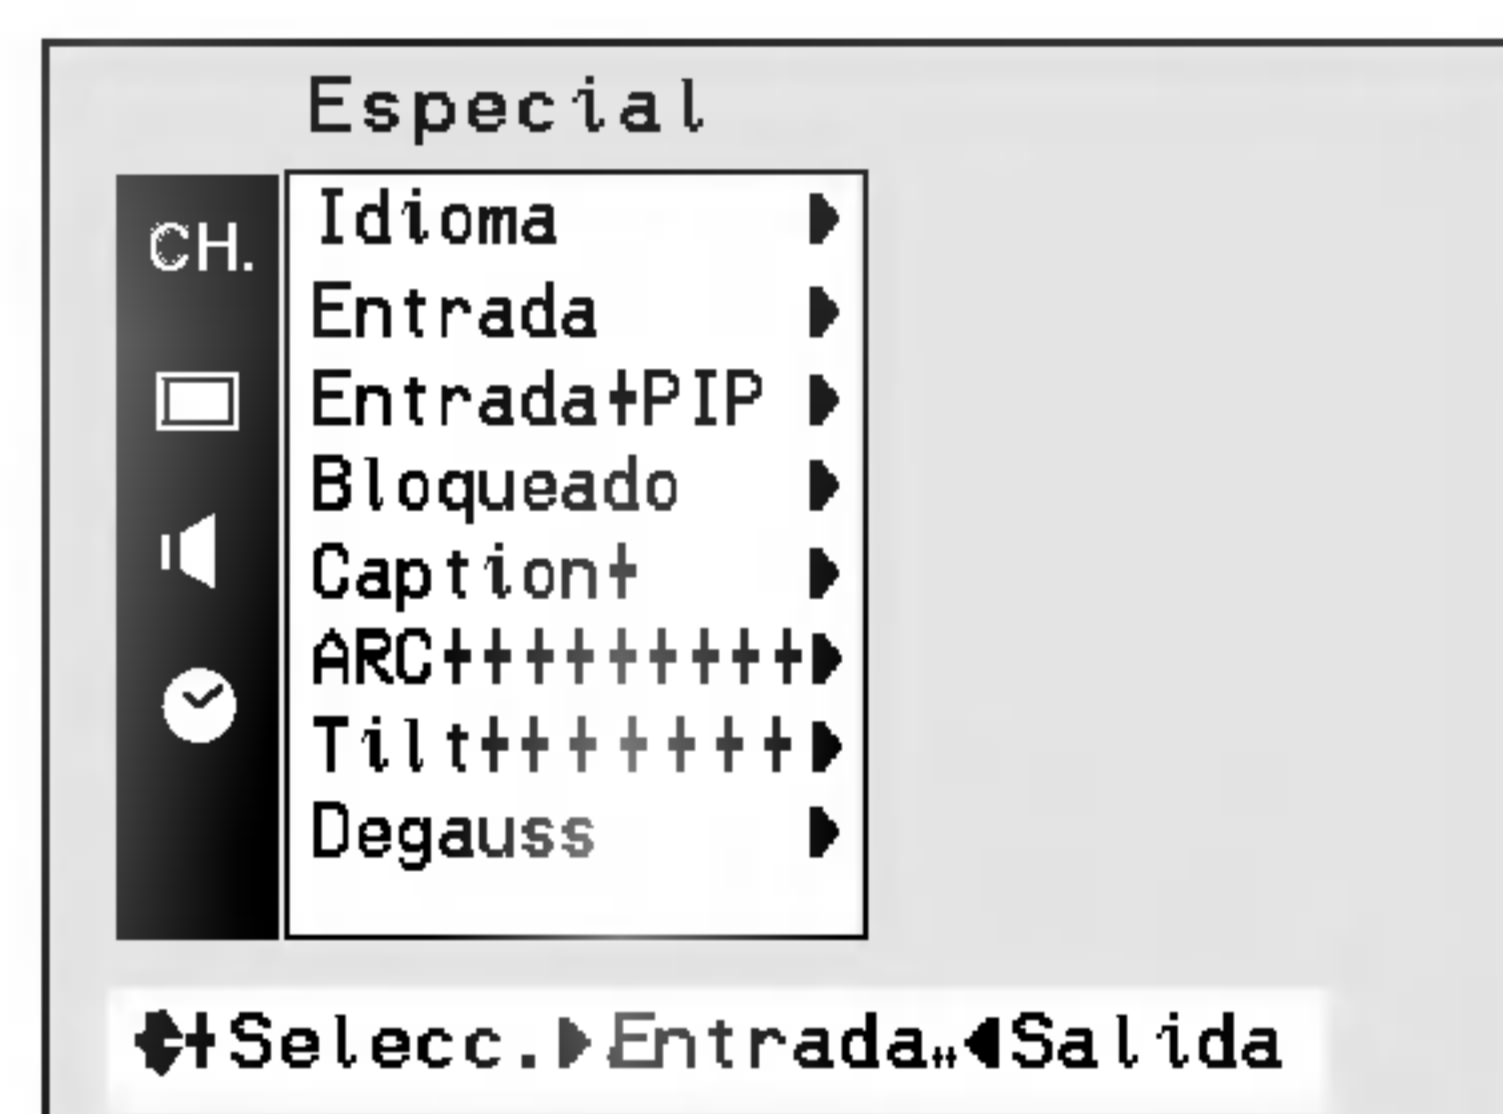 Especial
CH.
Idioma
Entrada
Entrada+PIP
Bloqueado
Caption+
ARC+++++++++
Tilt+++++++
Degauss
+Selecc. Entrada Salida